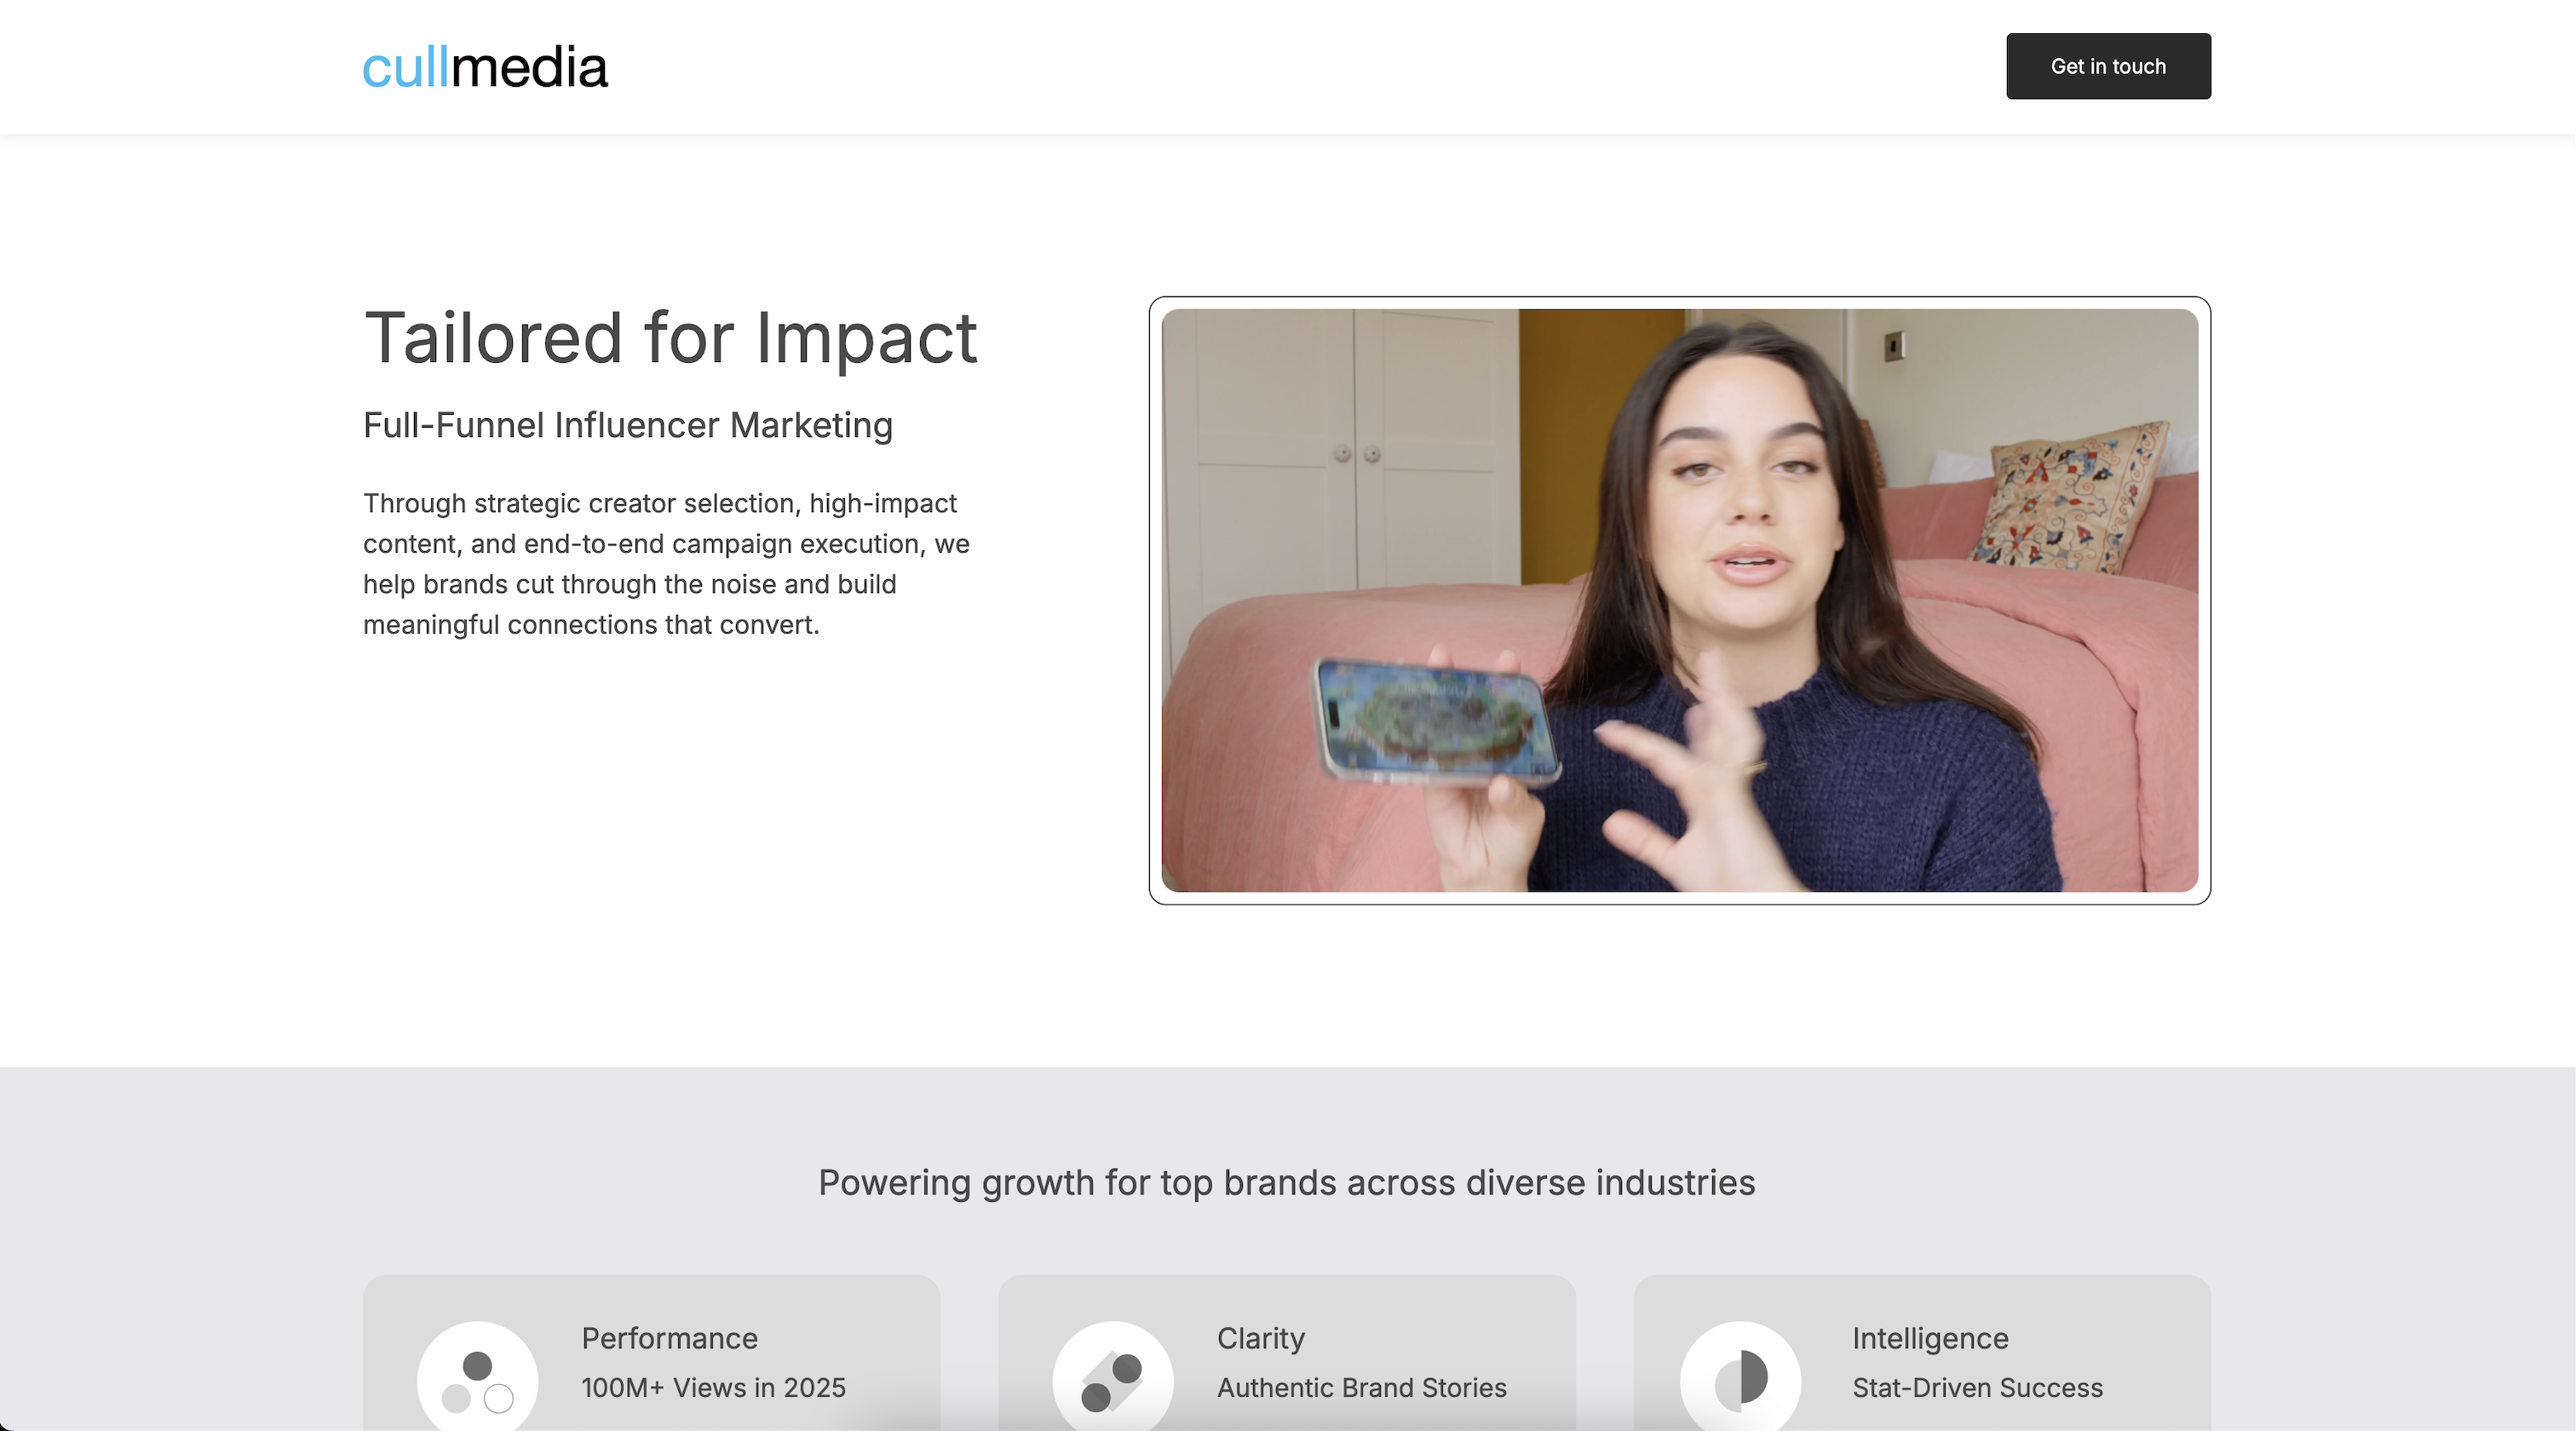 cullmedia
Get in touch
Tailored for Impact
Full-Funnel Influencer Marketing
Through strategic creator selection, high-impact
content, and end-to-end campaign execution, we
help brands cut through the noise and build
meaningful connections that convert.
Powering growth for top brands across diverse industries
Performance
100M+ Views in 2025
Clarity
Authentic Brand Stories
Intelligence
Stat-Driven Success